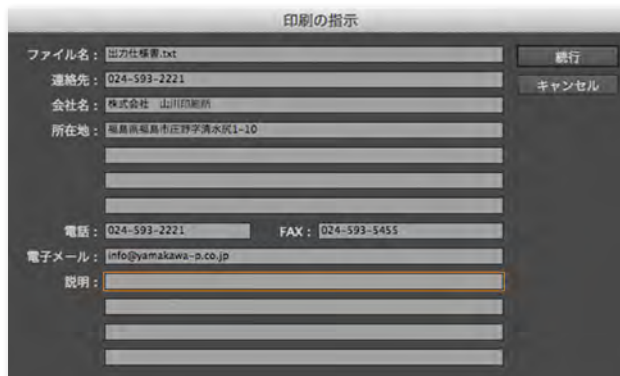 印刷の指示
ファイル名： 出力仕様書.txt
続行
連絡先： 024-593-2221
キャンセル
会社名： 株式会社　山川印刷所
所在地： 福島県福島市庄野字清水尻1-10
電話： 024-593-2221 FAX： 024-593-5455
電子メール： info@yamakawa-p.co.jp
説明：